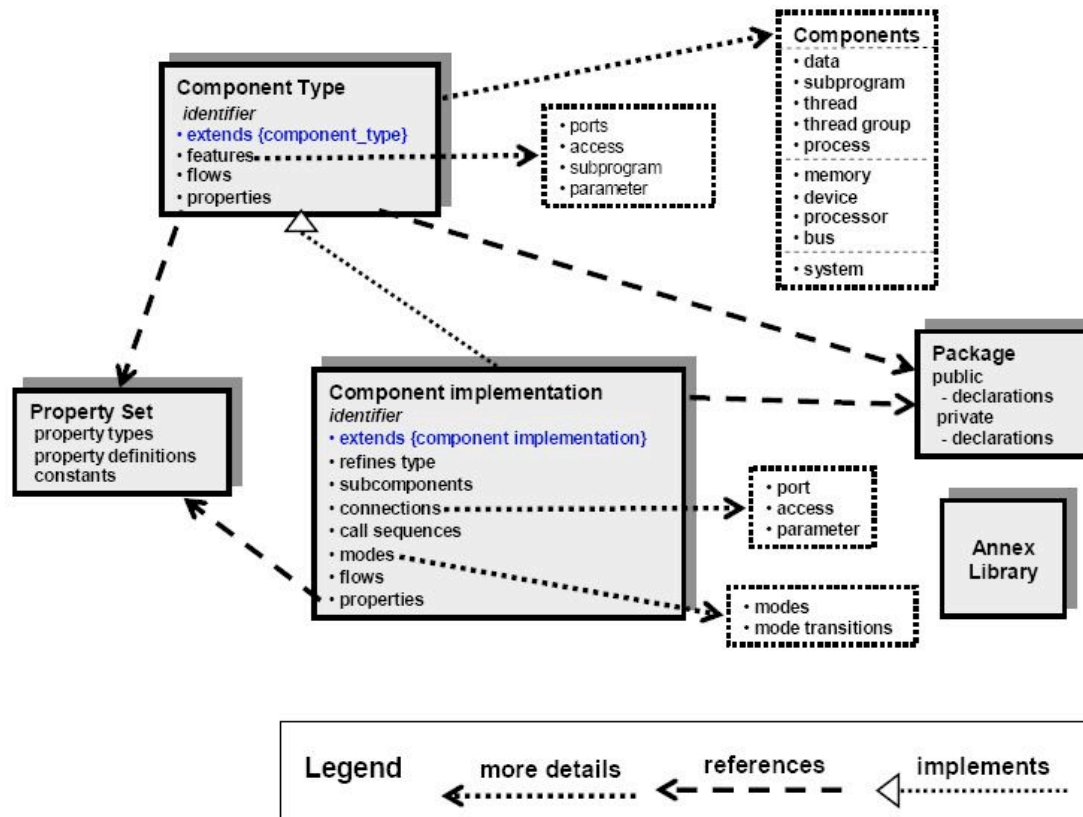 Component Type
identifier
• extends {component_type}
• features
• flows
• properties
• ports
• access
• subprogram
• parameter
Components
• data
• subprogram
• thread
• thread group
• process
• memory
• device
• processor
• bus
• system
Property Set
property types
property definitions
constants
Component implementation
identifier
• extends {component implementation}
• refines type
• subcomponents
• connections
• call sequences
• modes
• flows
• properties
Package
public
- declarations
private
- declarations
• port
• access
• parameter
• modes
• mode transitions
Annex
Library
Legend
more details
references
implements